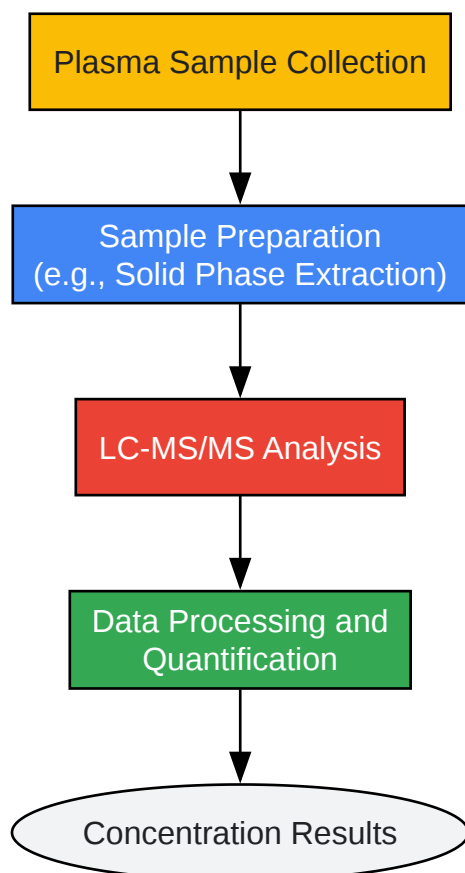 Plasma Sample Collection
Sample Preparation
(e.g., Solid Phase Extraction)
LC-MS/MS Analysis
Data Processing and
Quantification
Concentration Results